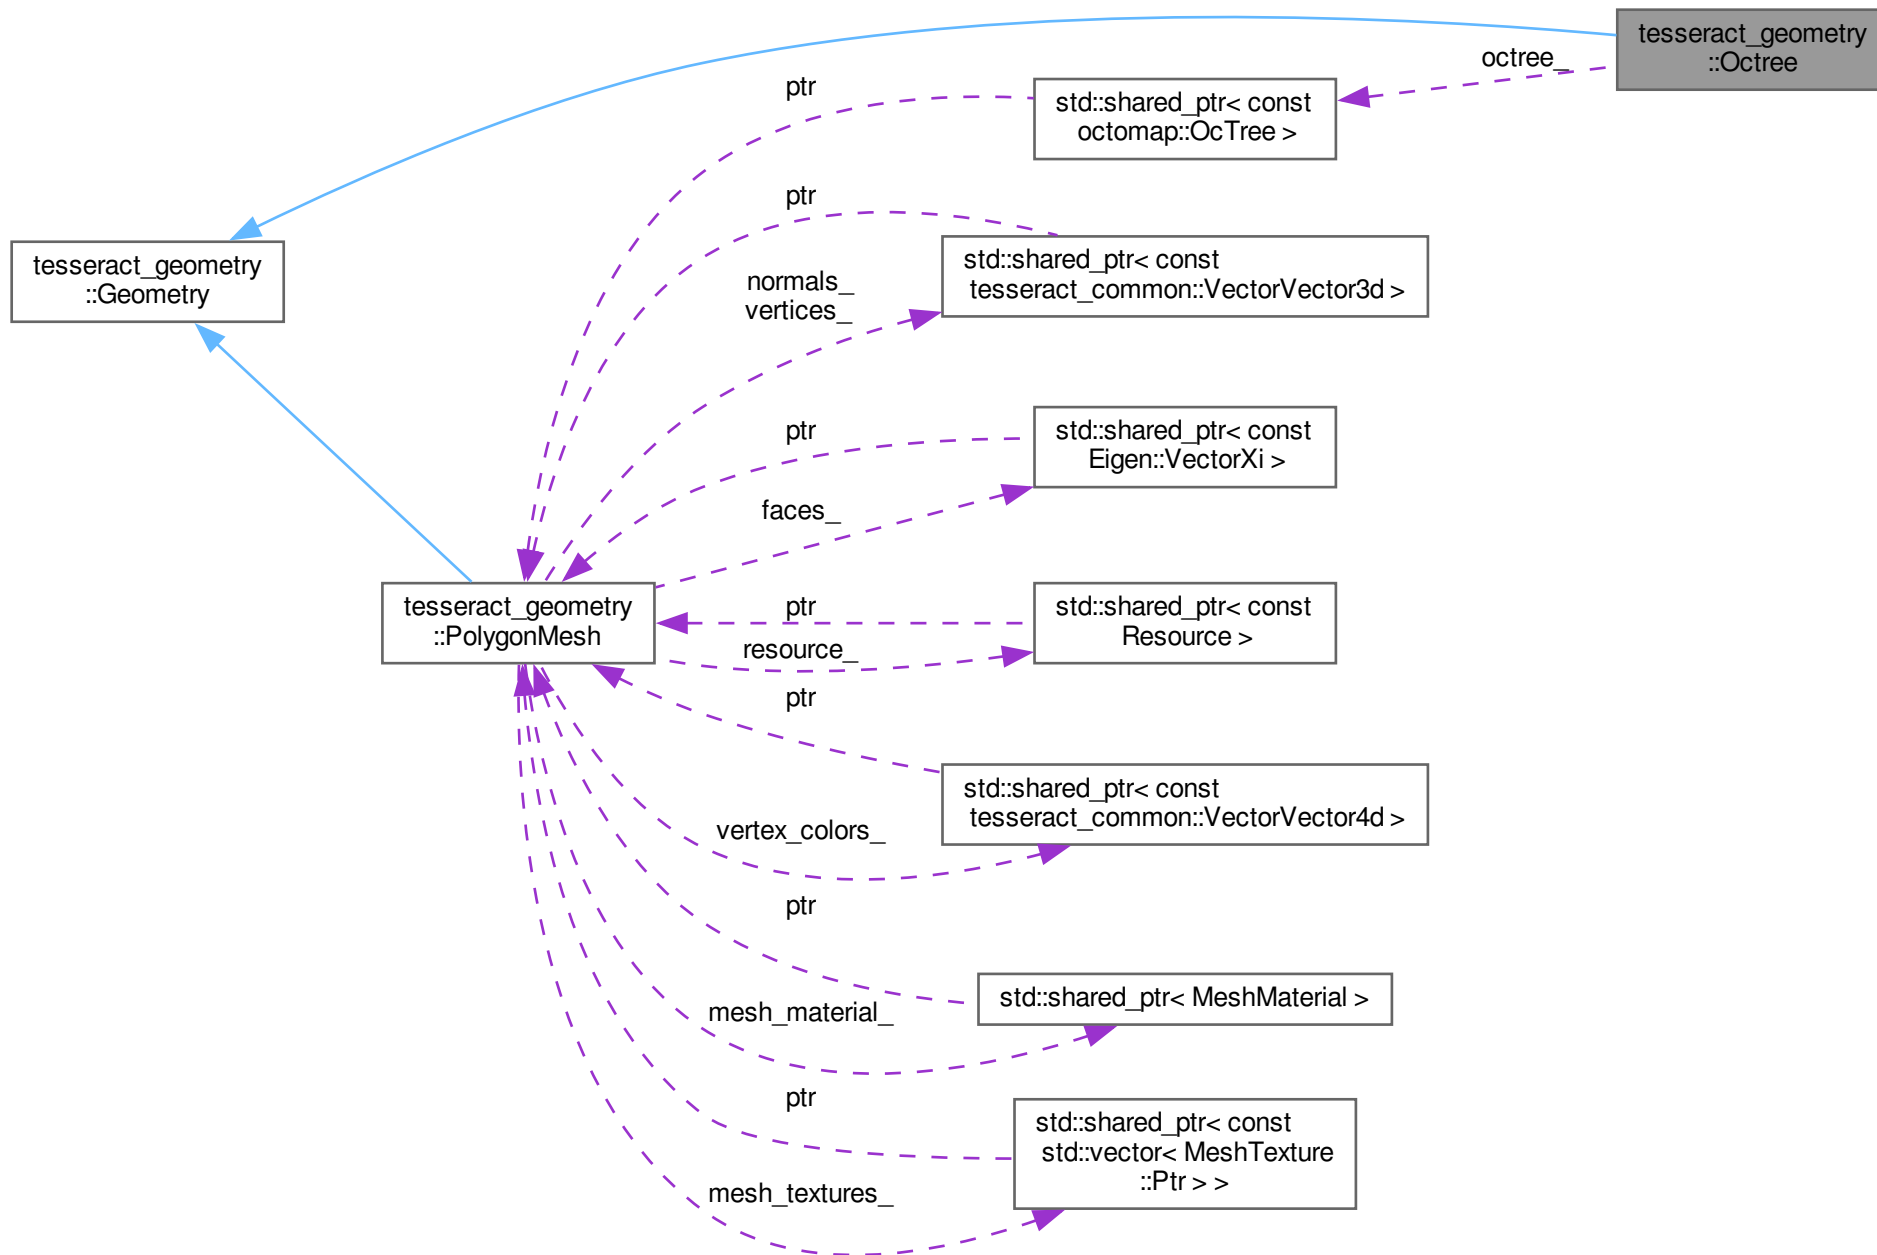 tesseract_geometry
::Octree
octree_
ptr
std::shared_ptr< const
octomap::OcTree >
ptr
std::shared_ptr< const
tesseract_common::VectorVector3d >
tesseract_geometry
::Geometry
normals_
vertices_
ptr
std::shared_ptr< const
Eigen::VectorXi >
faces_
tesseract_geometry
::PolygonMesh
ptr
std::shared_ptr< const
Resource >
resource_
ptr
std::shared_ptr< const
tesseract_common::VectorVector4d >
vertex_colors_
ptr
std::shared_ptr< MeshMaterial >
mesh_material_
ptr
std::shared_ptr< const
std::vector< MeshTexture
::Ptr > >
mesh_textures_